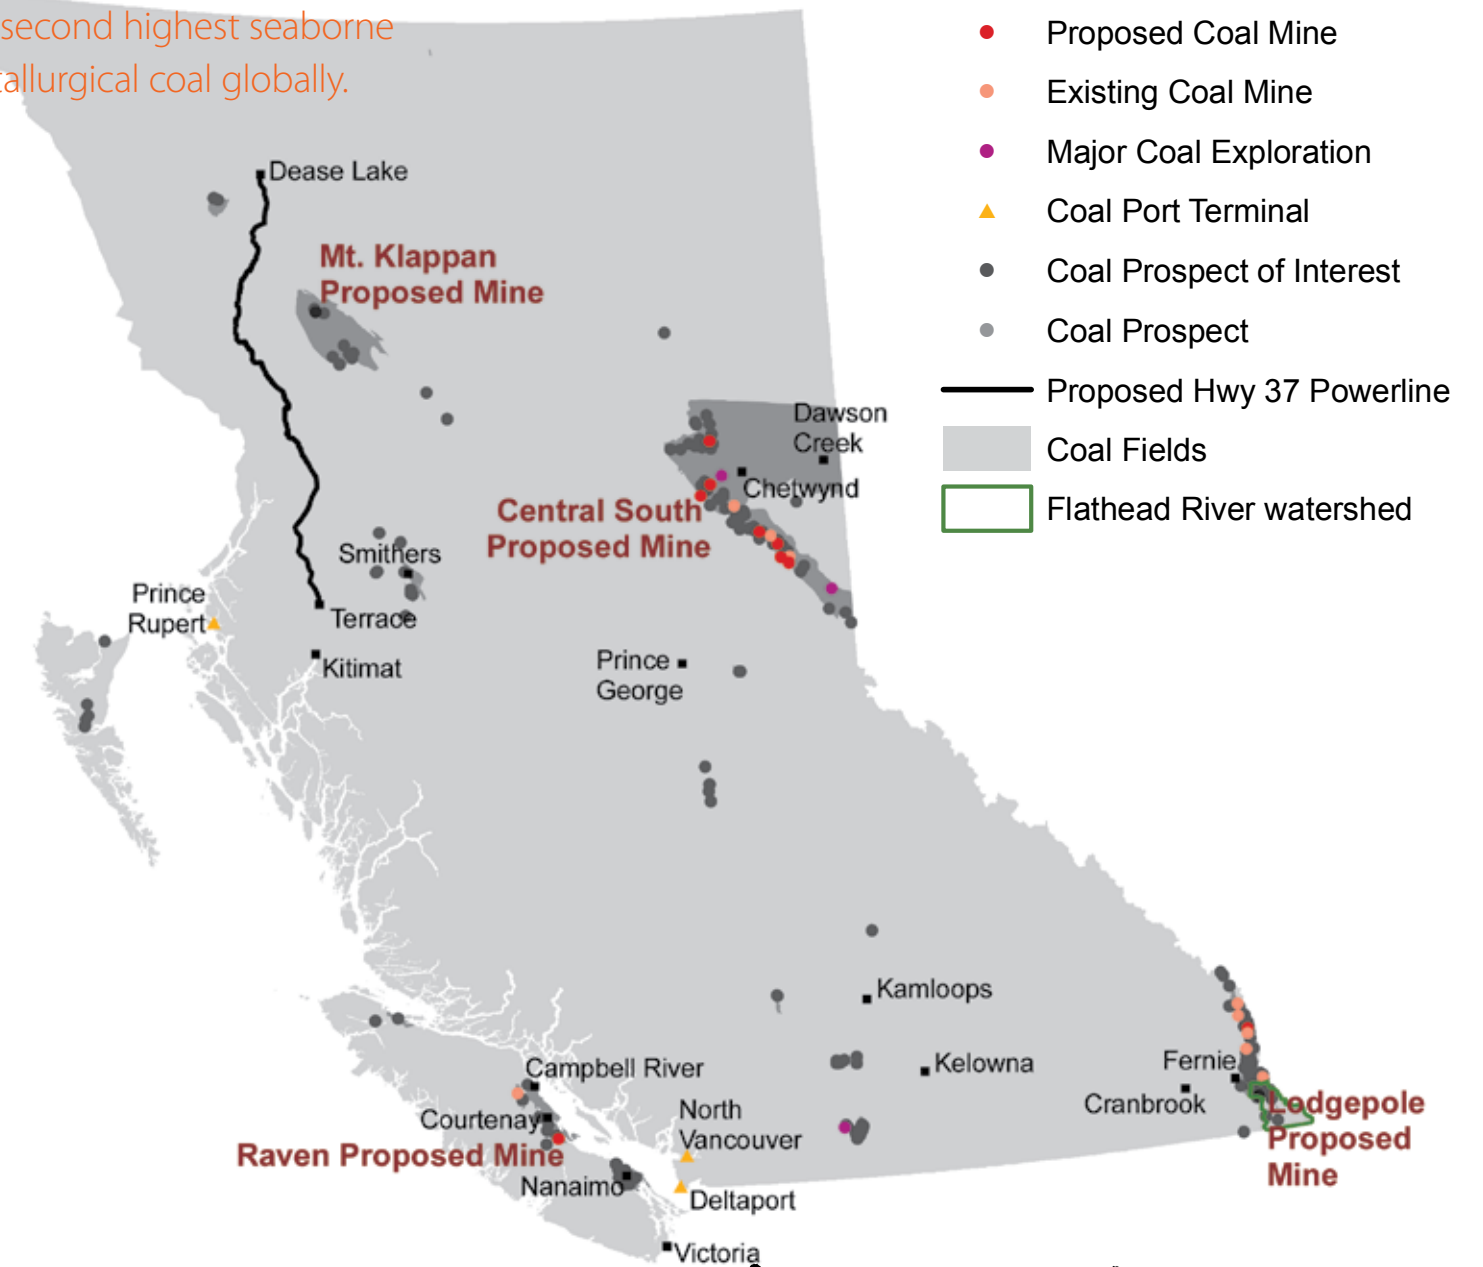 second highest seaborne
allurgical coal globally.
Proposed Coal Mine
Existing Coal Mine
Major Coal Exploration
Coal Port Terminal
Coal Prospect of Interest
Coal Prospect
Proposed Hwy 37 Powerline
Coal Fields
Flathead River watershed
Dease Lake
Mt. Klappan
Proposed Mine
Dawson
Creek
Chetwynd
Central South
Proposed Mine
Smithers
Prince
Rupert
Terrace
Kitimat
Prince
George
Kamloops
Campbell River
Kelowna
Fernie
Cranbrook
Courtenay
North
Vancouver
Lodgepole
Proposed
Mine
Raven Proposed Mine
Nanaimo
Deltaport
Victoria